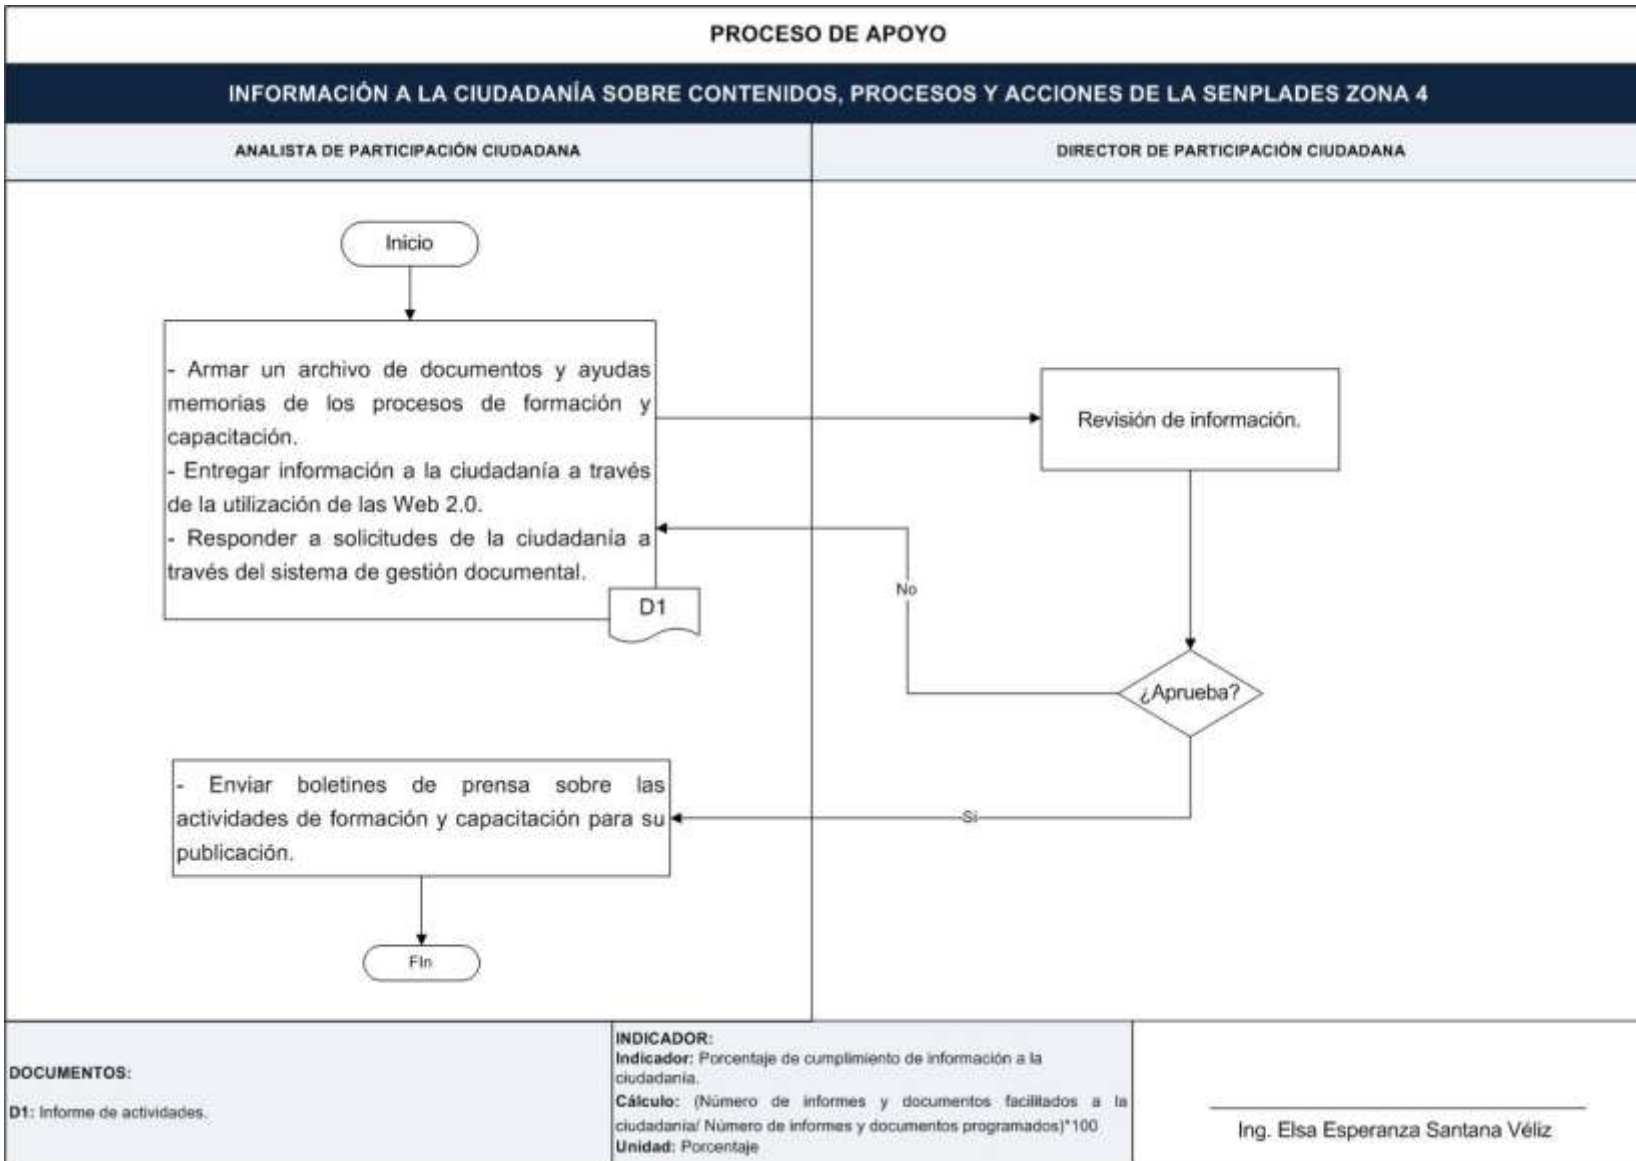 PROCESO DE APOYO
INFORMACIÓN A LA CIUDADANÍA SOBRE CONTENIDOS, PROCESOS Y ACCIONES DE LA SENPLADES ZONA 4
ANALISTA DE PARTICIPACIÓN CIUDADANA
DIRECTOR DE PARTICIPACIÓN CIUDADANA
Inicio
- Armar un archivo de documentos y ayudas
memorias de los procesos de formación y
capacitación.
- Entregar información a la ciudadanía a través
de la utilización de las Web 2.0.
- Responder a solicitudes de la ciudadanía a
través del sistema de gestión documental.
D1
Revisión de información.
No
¿Aprueba?
- Enviar boletines de prensa sobre las
actividades de formación y capacitación para su
publicación.
Si
FIn
DOCUMENTOS:
D1: Informe de actividades.
INDICADOR:
Indicador: Porcentaje de cumplimiento de información a la
ciudadanía.
Cálculo: (Número de informes y documentos facilitados a la
ciudadanía/ Número de informes y documentos programados)*100
Unidad: Porcentaje
Ing. Elsa Esperanza Santana Véliz